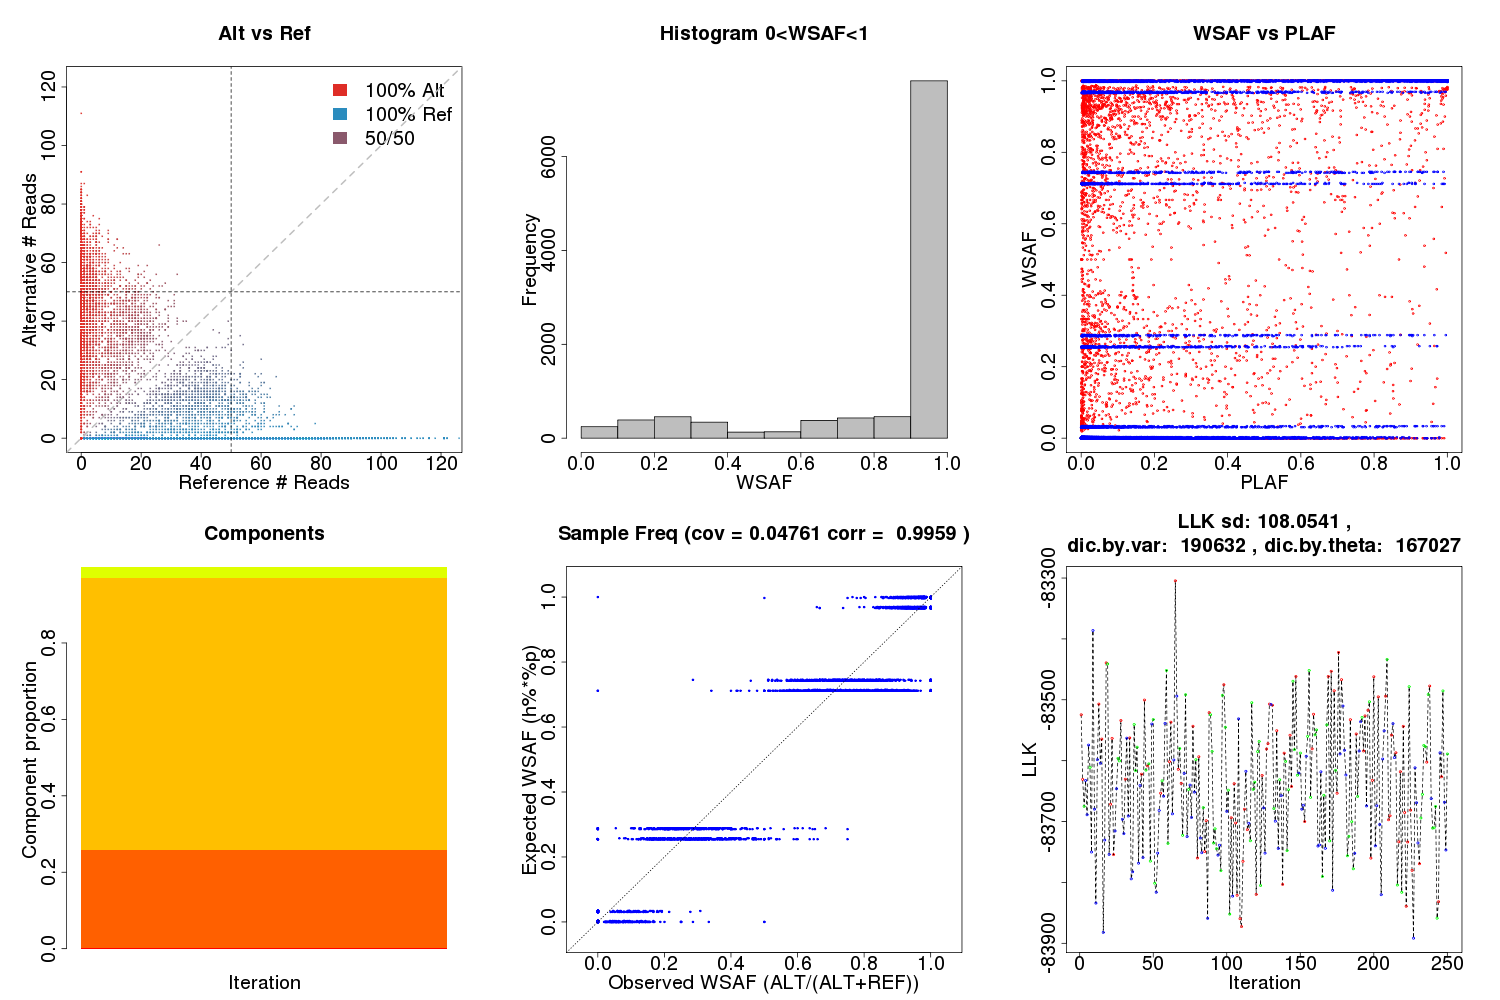 Alt vs Ref
120
100
80
60
40
20
0
Alternative # Reads
100% Alt
100% Ref
50/50
0 20 40 60 80 100 120
Reference # Reads
Histogram 0<WSAF<1
6000
4000
2000
0
Frequency
0.0 0.2 0.4 0.6 0.8 1.0
WSAF
WSAF vs PLAF
1.0
0.8
0.6
0.4
0.2
0.0
WSAF
0.0 0.2 0.4 0.6 0.8 1.0
PLAF
Components
0.8
0.6
0.4
0.2
0.0
Component proportion
Iteration
Sample Freq (cov = 0.04761 corr = 0.9959 )
1.0
0.8
0.6
0.4
0.2
0.0
Expected WSAF (h%*%p)
0.0 0.2 0.4 0.6 0.8 1.0
Observed WSAF (ALT/(ALT+REF))
LLK sd: 108.0541 ,
dic.by.var: 190632 , dic.by.theta: 167027
-83300
-83500
-83700
-83900
LLK
0 50 100 150 200 250
Iteration